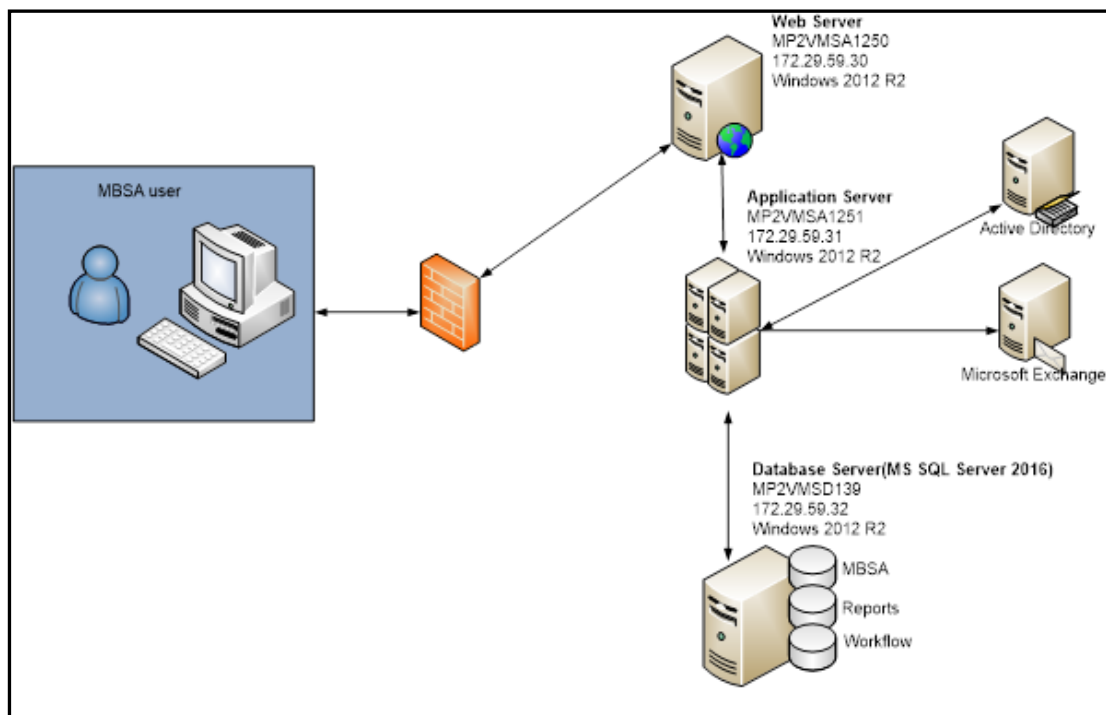 Web Server
MP2VMSA1250
172.29.59.30
Windows 2012 R2
MBSA user
Application Server
MP2VMSA1251
172.29.59.31
Windows 2012 R2
Active Directory
Microsoft Exchange
Database Server(MS SQL Server 2016)
MP2VMSD139
172.29.59.32
Windows 2012 R2
MBSA
Reports
Workflow